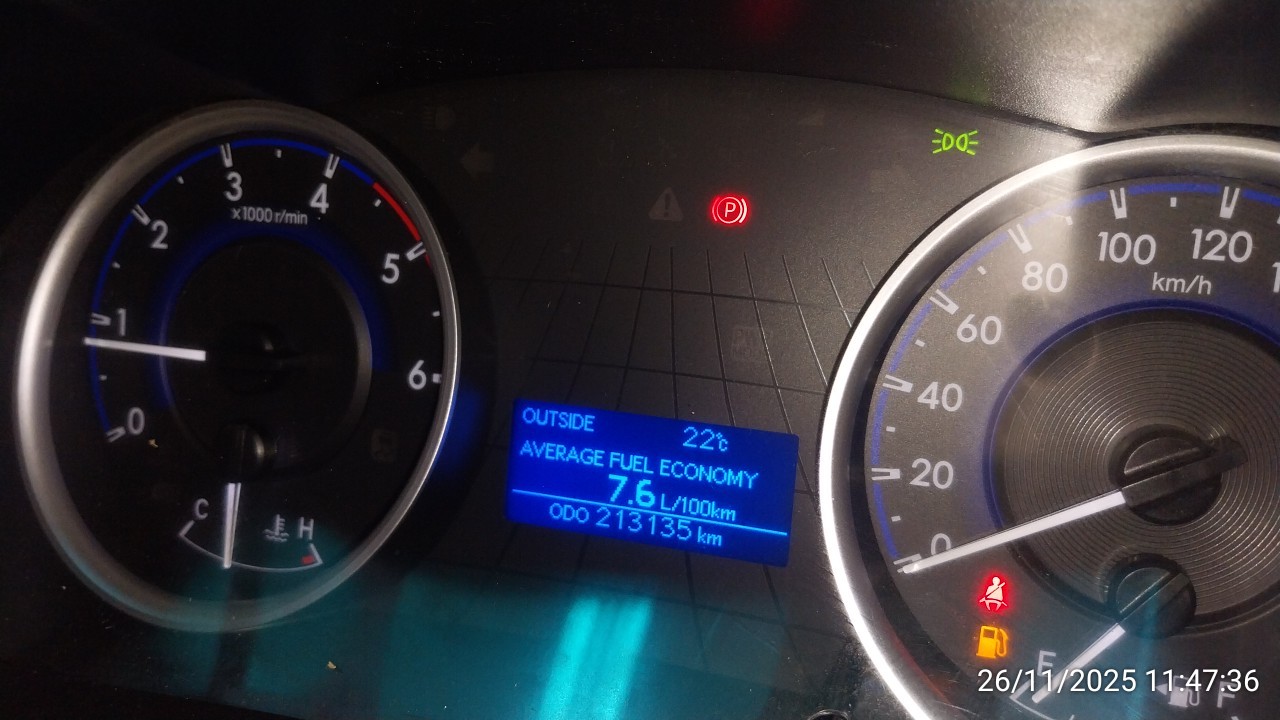 3
4
x1000 r/min
2
5
1
6
0
C
H
P
OUTSIDE 22°C
AVERAGE FUEL ECONOMY
7.6 L/100km
ODO 213135 km
100
120
80
km/h
60
40
20
0
E
F
26/11/2025 11:47:36